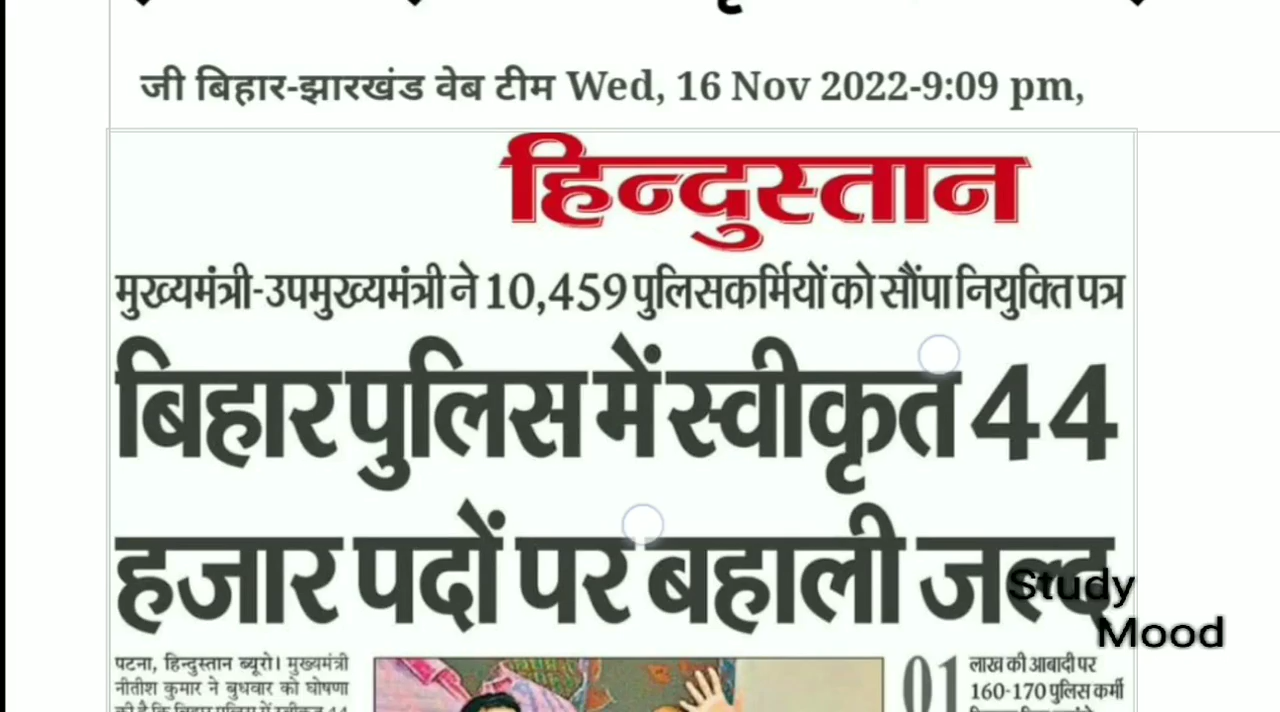 जी बिहार-झारखंड वेब टीम Wed, 16 Nov 2022-9:09 pm,
हिन्दुस्तान
मुख्यमंत्री-उपमुख्यमंत्री ने 10,459 पुलिसकर्मियों को सौंपा नियुक्ति पत्र
बिहार पुलिस में स्वीकृत 44
हजार पदों पर बहाली जल्द
Study
Mood
पटना, हिन्दुस्तान ब्यूरो। मुख्यमंत्री
नीतीश कुमार ने बुधवार को घोषणा
की है कि बिहार पुलिस में स्वीकृत 44
01 लाख की आबादी पर
160-170 पुलिस कर्मी